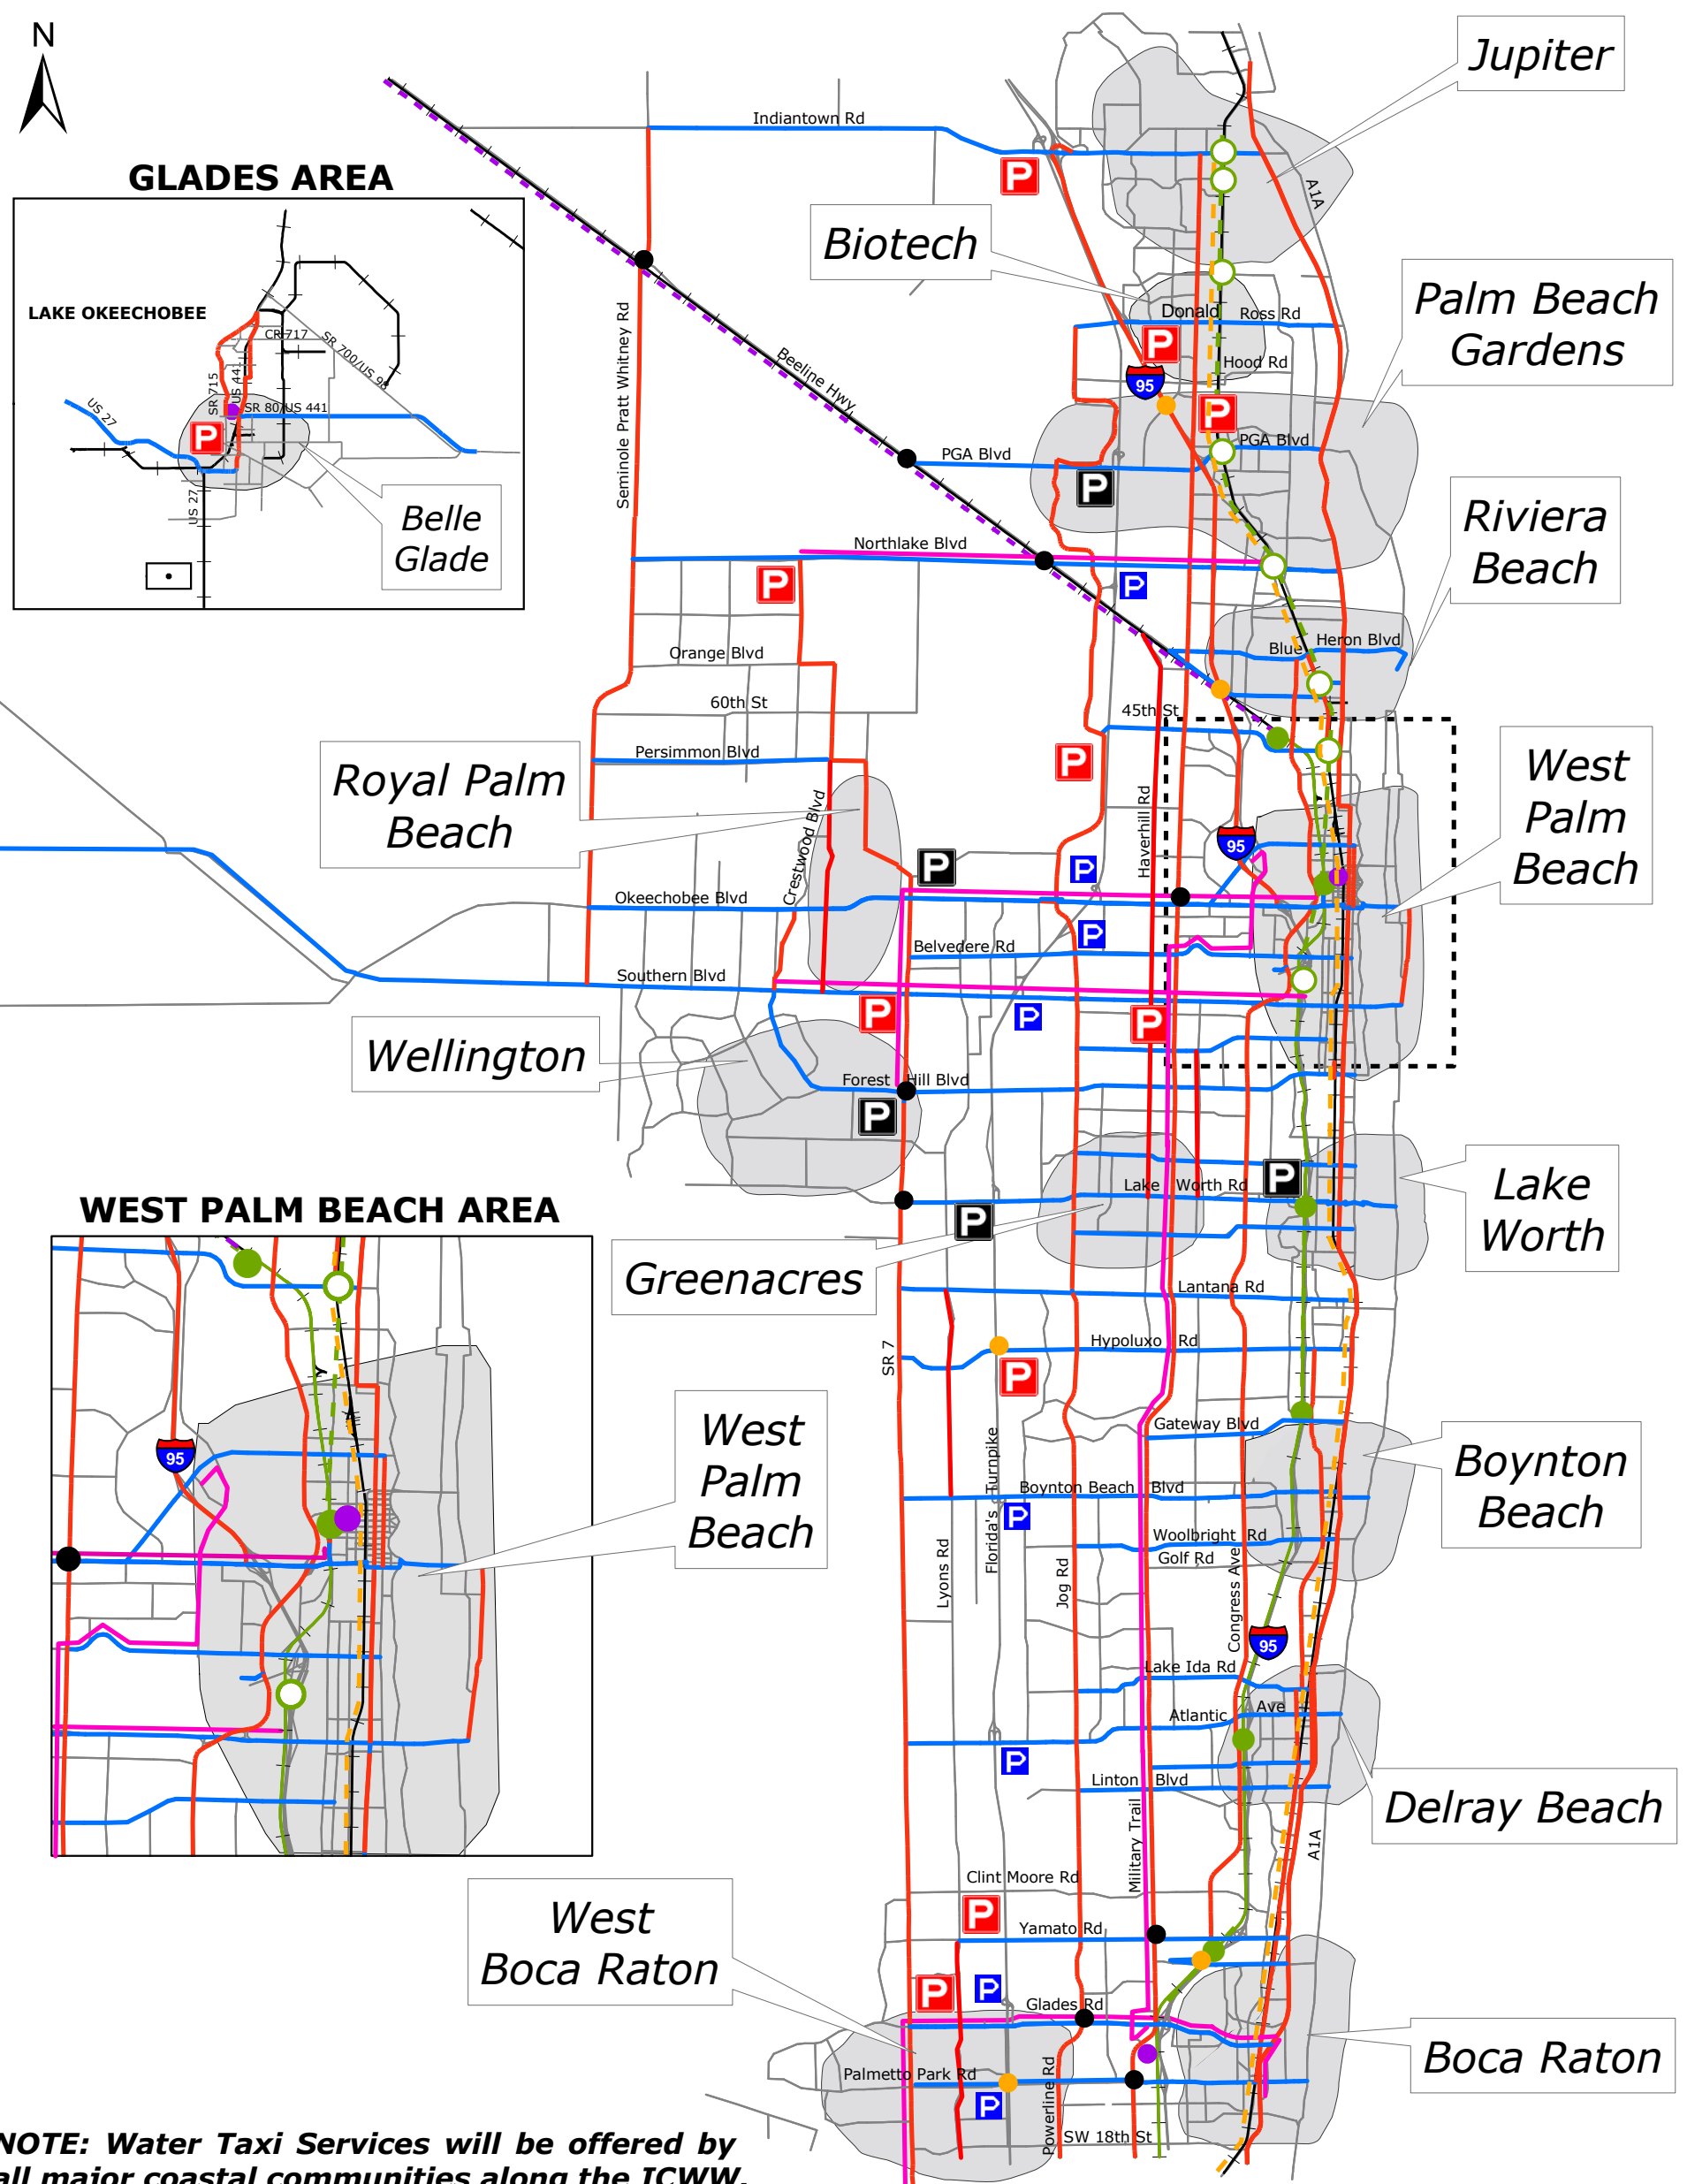 N
Jupiter
Indiantown Rd
P
A1A
GLADES AREA
Biotech
LAKE OKEECHOBEE
CR 717
SR 700/US 98
SR 715
US 441
US 27
SR 80/US 441
P
US 27
Belle
Glade
Seminole Pratt Whitney Rd
Beeline Hwy
Donald
Ross Rd
P
Hood Rd
95
P
Palm Beach
Gardens
PGA Blvd
PGA Blvd
P
Riviera
Beach
Northlake Blvd
P
P
Orange Blvd
Blue
Heron Blvd
60th St
45th St
Persimmon Blvd
P
Royal Palm
Beach
West
Palm
Beach
Crestwood Blvd
Haverhill Rd
95
P
P
Okeechobee Blvd
P
Belvedere Rd
Southern Blvd
P
P
P
Wellington
Forest
Hill Blvd
P
Lake
Worth Rd
P
Lake
Worth
P
Greenacres
WEST PALM BEACH AREA
95
West
Palm
Beach
Lantana Rd
SR 7
Hypoluxo
Rd
P
Gateway Blvd
Florida's Turnpike
Boynton Beach
Blvd
P
Boynton
Beach
Woolbright
Rd
Golf Rd
Lyons Rd
Jog Rd
Congress Ave
95
Lake Ida Rd
Atlantic
Ave
P
Linton
Blvd
Delray Beach
Military Trail
A1A
Clint Moore Rd
P
Yamato Rd
West
Boca Raton
P
P
Glades Rd
Boca Raton
Palmetto Park Rd
P
Powerline Rd
SW 18th St
NOTE: Water Taxi Services will be offered by
all major coastal communities along the ICWW.